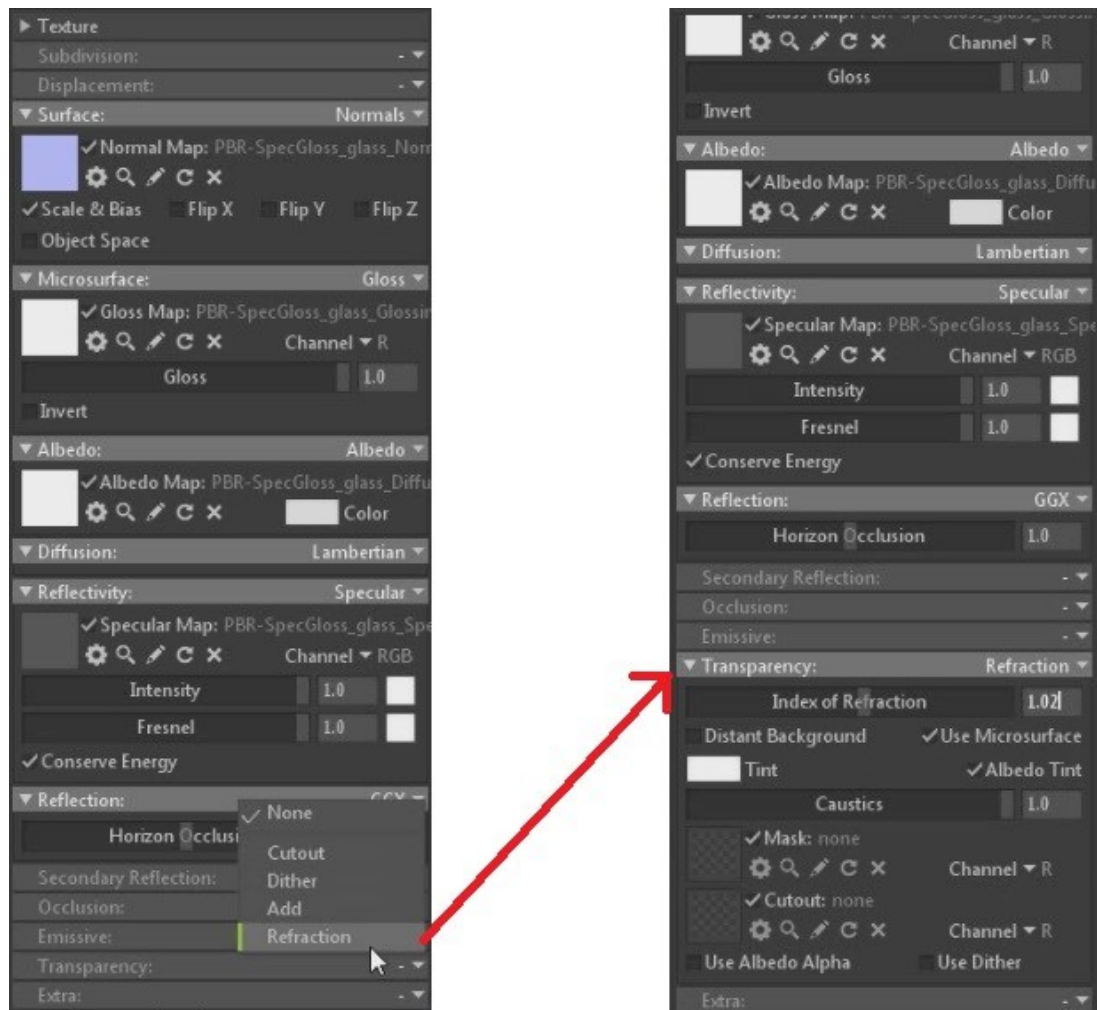 Texture
Subdivision: -
Displacement: -
Surface: Normals
Normal Map: PBR-SpecGloss_glass_Norn
Scale & Bias Flip X Flip Y Flip Z
Object Space
Microsurface: Gloss
Gloss Map: PBR-SpecGloss_glass_Glossin
Channel R
Gloss 1.0
Invert
Albedo: Albedo
Albedo Map: PBR-SpecGloss_glass_Diffu
Color
Diffusion: Lambertian
Reflectivity: Specular
Specular Map: PBR-SpecGloss_glass_Spe
Channel RGB
Intensity 1.0
Fresnel 1.0
Conserve Energy
Reflection: GGX
Horizon Occlusi
None
Cutout
Dither
Add
Refraction
Secondary Reflection:
Occlusion:
Emissive:
Transparency: -
Extra: -
Channel R
Gloss 1.0
Invert
Albedo: Albedo
Albedo Map: PBR-SpecGloss_glass_Diffu
Color
Diffusion: Lambertian
Reflectivity: Specular
Specular Map: PBR-SpecGloss_glass_Spe
Channel RGB
Intensity 1.0
Fresnel 1.0
Conserve Energy
Reflection: GGX
Horizon Occlusion 1.0
Secondary Reflection: -
Occlusion: -
Emissive: -
Transparency: Refraction
Index of Refraction 1.02
Distant Background Use Microsurface
Tint Albedo Tint
Caustics 1.0
Mask: none
Channel R
Cutout: none
Channel R
Use Albedo Alpha Use Dither
Extra: -